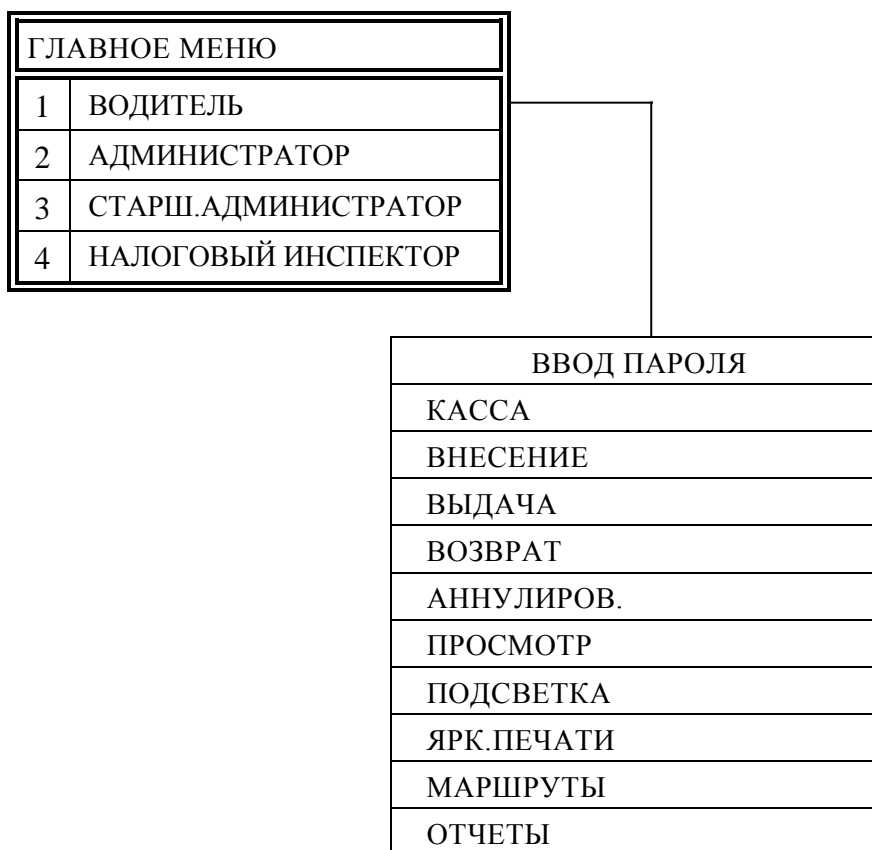 ГЛАВНОЕ МЕНЮ
1 ВОДИТЕЛЬ
2 АДМИНИСТРАТОР
3 СТАРШ.АДМИНИСТРАТОР
4 НАЛОГОВЫЙ ИНСПЕКТОР
ВВОД ПАРОЛЯ
КАССА
ВНЕСЕНИЕ
ВЫДАЧА
ВОЗВРАТ
АННУЛИРОВ.
ПРОСМОТР
ПОДСВЕТКА
ЯРК.ПЕЧАТИ
МАРШРУТЫ
ОТЧЕТЫ